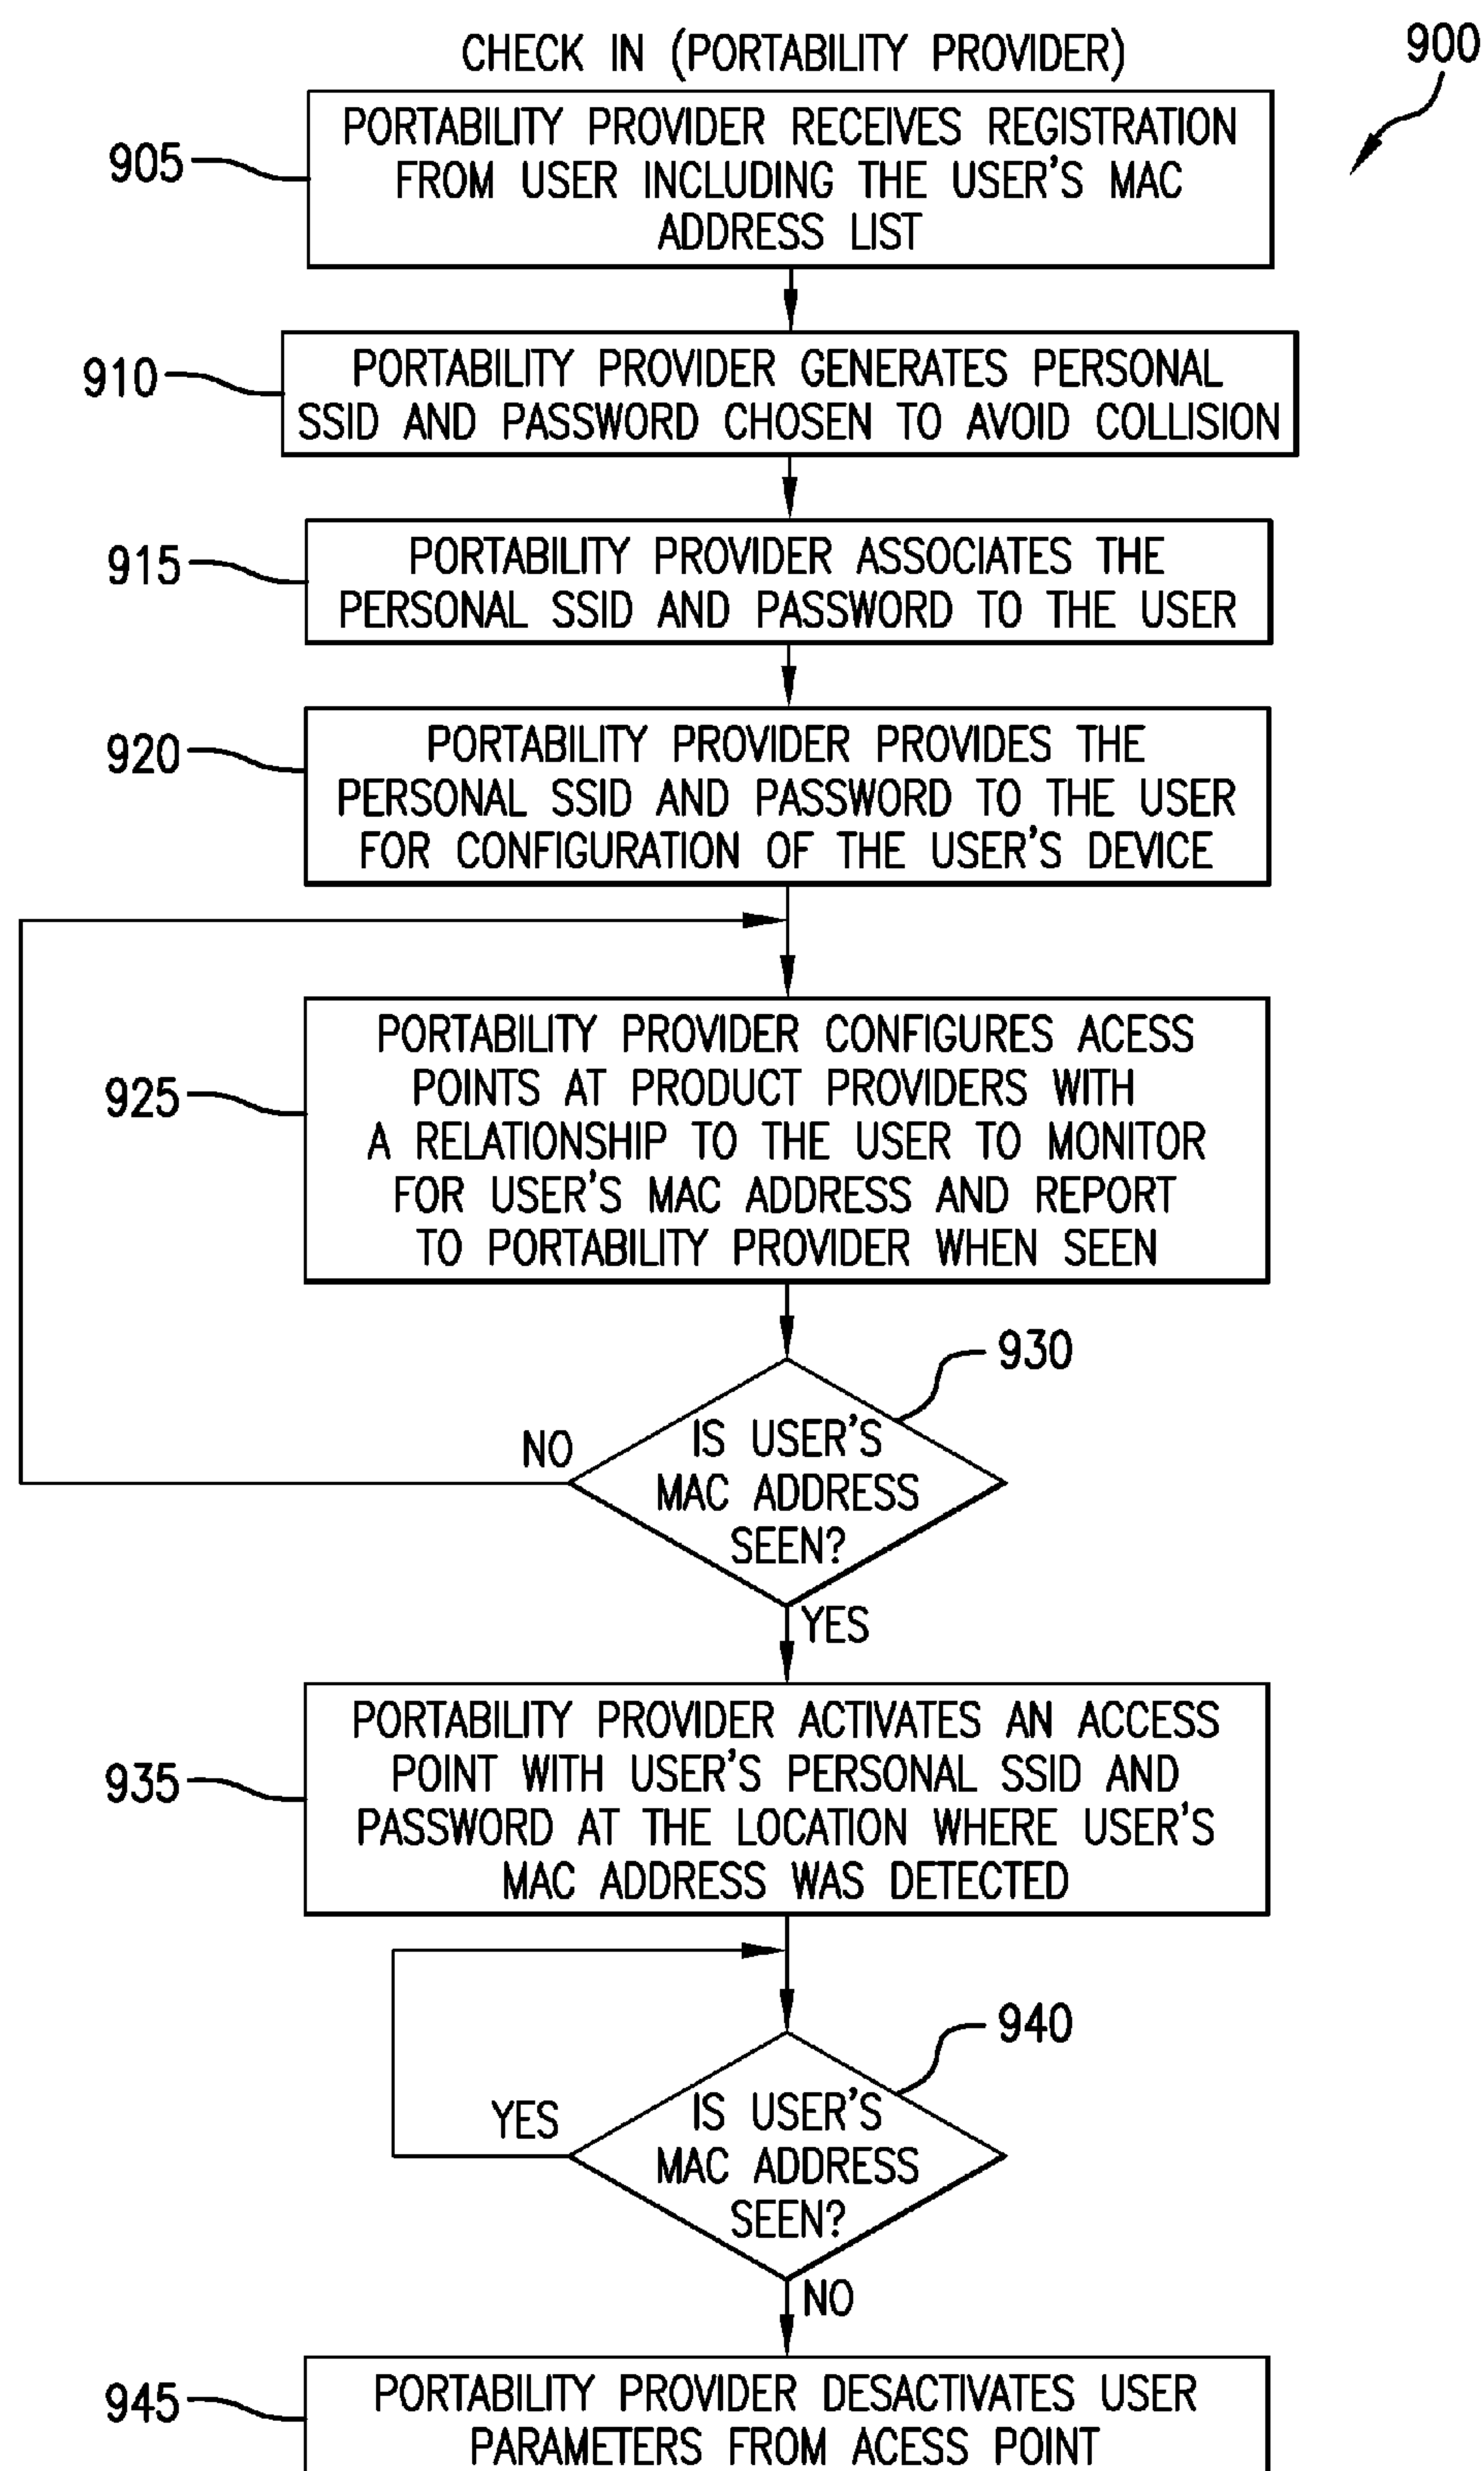 CHECK IN (PORTABILITY PROVIDER)
900
905
PORTABILITY PROVIDER RECEIVES REGISTRATION
FROM USER INCLUDING THE USER'S MAC
ADDRESS LIST
910
PORTABILITY PROVIDER GENERATES PERSONAL
SSID AND PASSWORD CHOSEN TO AVOID COLLISION
915
PORTABILITY PROVIDER ASSOCIATES THE
PERSONAL SSID AND PASSWORD TO THE USER
920
PORTABILITY PROVIDER PROVIDES THE
PERSONAL SSID AND PASSWORD TO THE USER
FOR CONFIGURATION OF THE USER'S DEVICE
925
PORTABILITY PROVIDER CONFIGURES ACESS
POINTS AT PRODUCT PROVIDERS WITH
A RELATIONSHIP TO THE USER TO MONITOR
FOR USER'S MAC ADDRESS AND REPORT
TO PORTABILITY PROVIDER WHEN SEEN
930
NO
IS USER'S
MAC ADDRESS
SEEN?
YES
935
PORTABILITY PROVIDER ACTIVATES AN ACCESS
POINT WITH USER'S PERSONAL SSID AND
PASSWORD AT THE LOCATION WHERE USER'S
MAC ADDRESS WAS DETECTED
940
YES
IS USER'S
MAC ADDRESS
SEEN?
NO
945
PORTABILITY PROVIDER DESACTIVATES USER
PARAMETERS FROM ACESS POINT